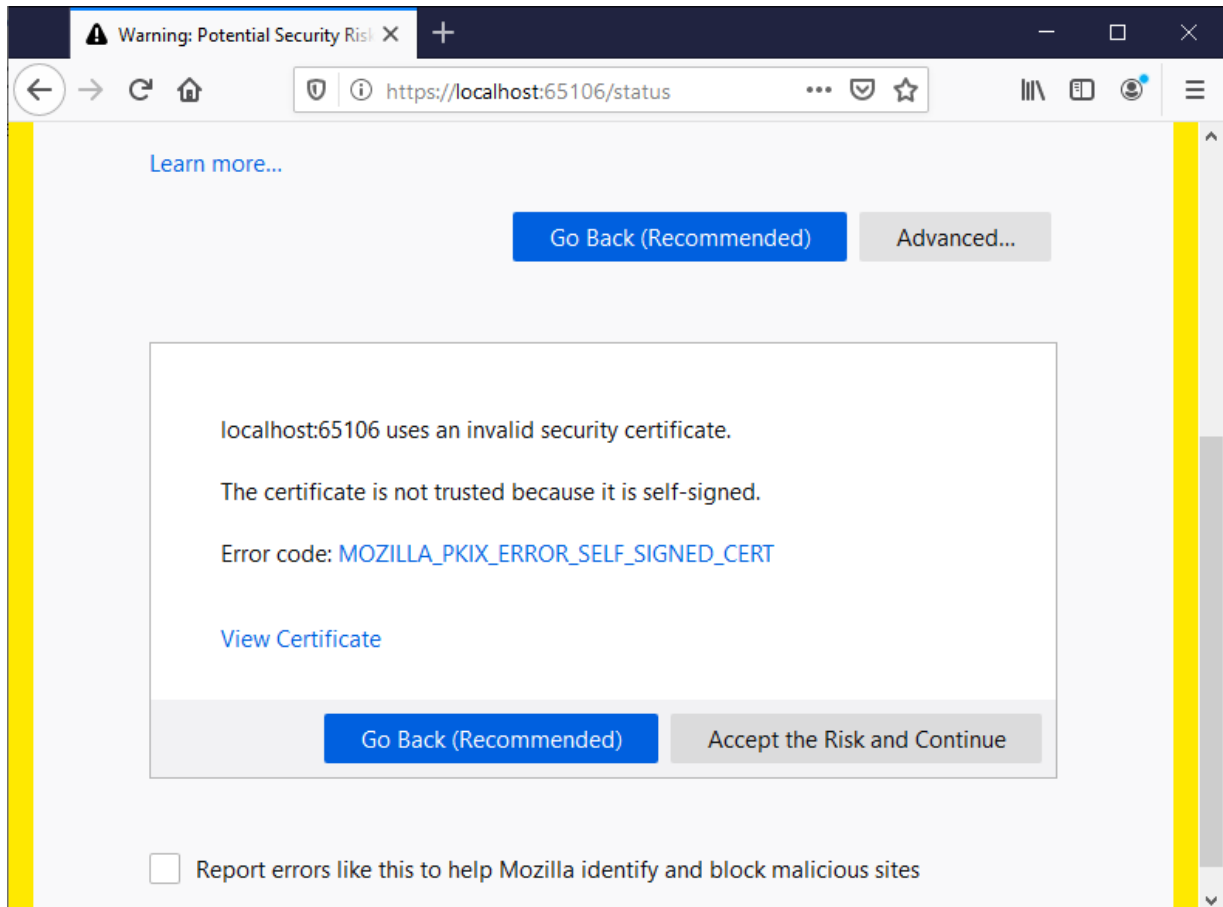 Warning: Potential Security Ris
https://localhost:65106/status
Learn more...
Go Back (Recommended)
Advanced...
localhost:65106 uses an invalid security certificate.
The certificate is not trusted because it is self-signed.
Error code: MOZILLA_PKIX_ERROR_SELF_SIGNED_CERT
View Certificate
Go Back (Recommended)
Accept the Risk and Continue
Report errors like this to help Mozilla identify and block malicious sites